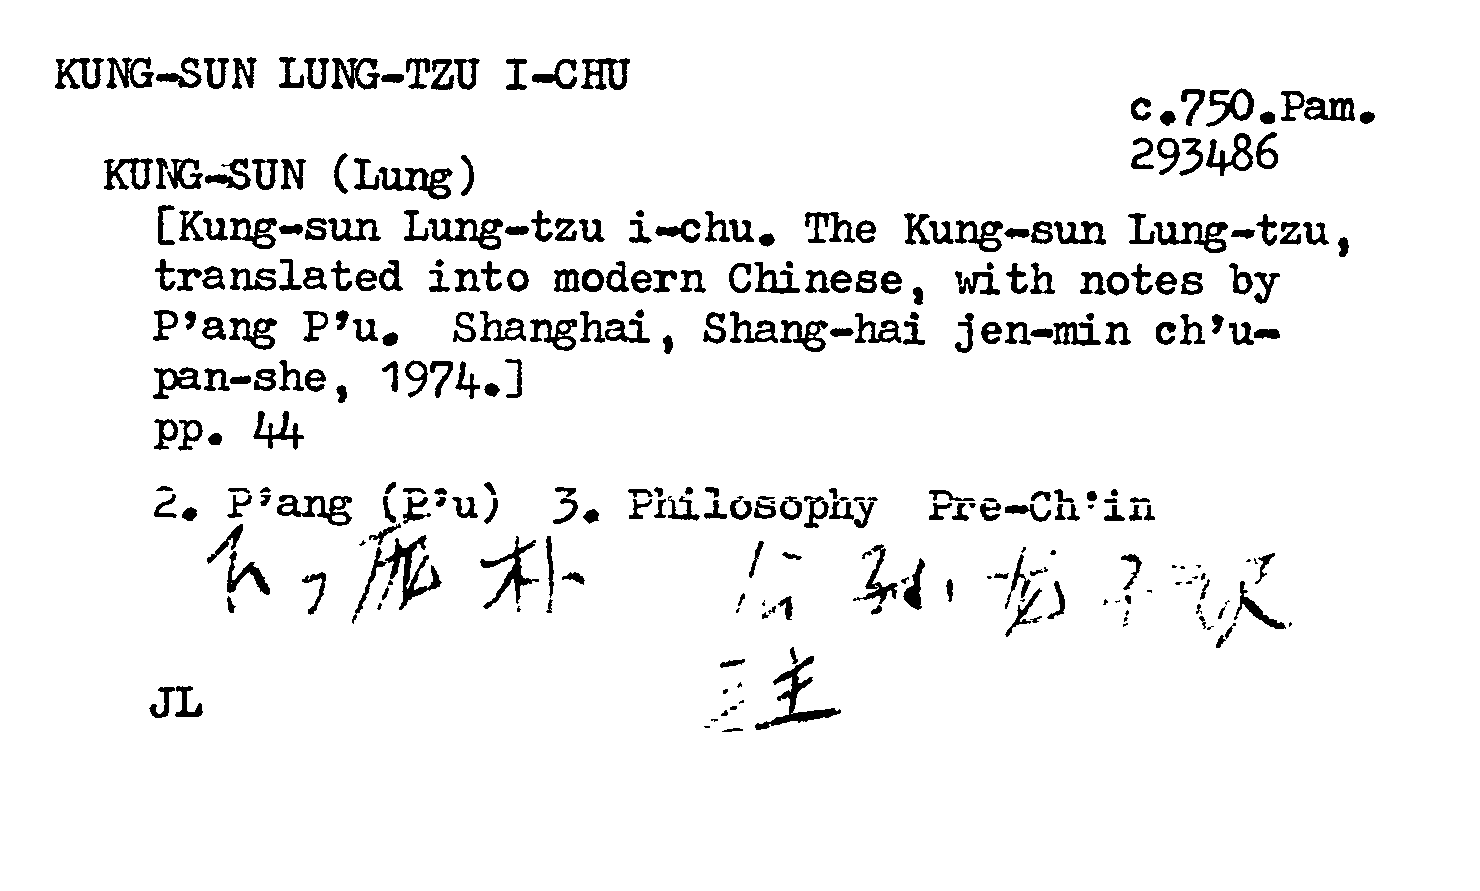 KUNG-SUN LUNG-TZU I-CHU
c.750.Pam.
293486
KUNG-SUN (Lung)
[Kung-sun Lung-tzu i-chu. The Kung-sun Lung-tzu,
translated into modern Chinese, with notes by
P'ang P'u. Shanghai, Shang-hai jen-min ch'u-
pan-she, 1974.]
pp. 44
2. P'ang (P'u) 3. Philosophy Pre-Ch'in
庞朴 公孙龙子译
註
JL